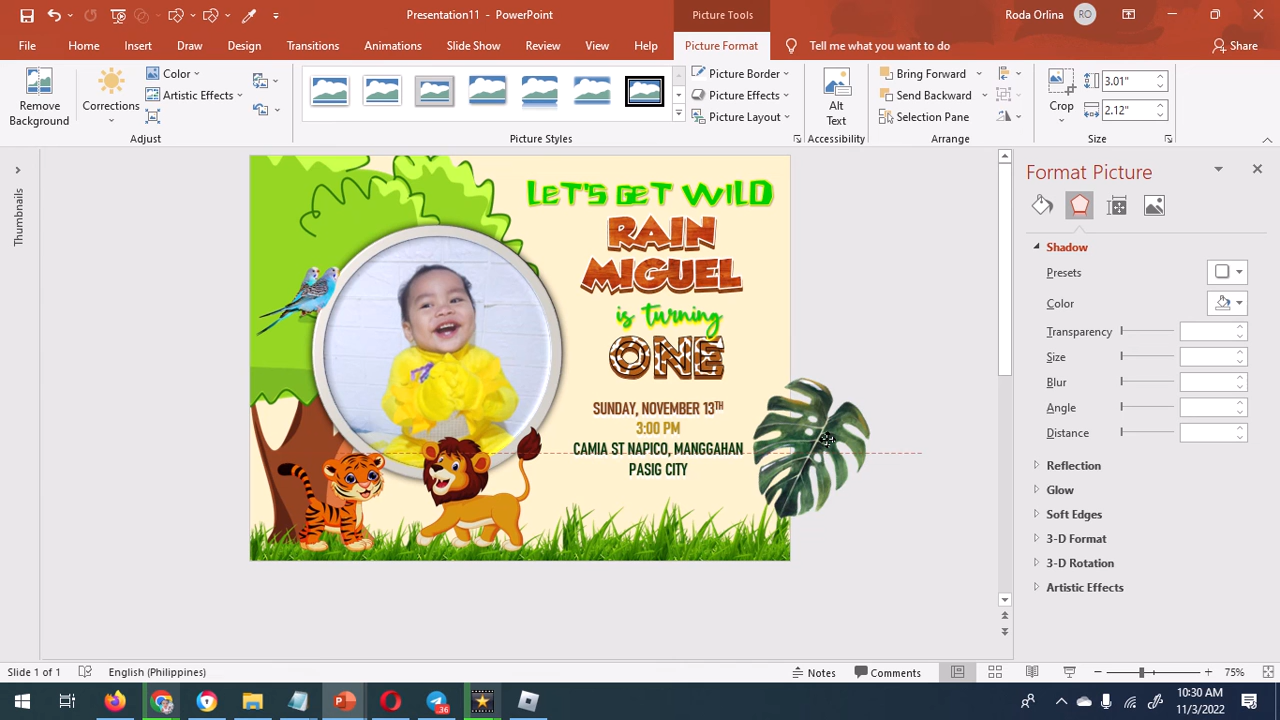 Presentation11 - PowerPoint
Picture Tools
Roda Orlina
RO
File
Home
Insert
Draw
Design
Transitions
Animations
Slide Show
Review
View
Help
Picture Format
Tell me what you want to do
Share
Remove
Background
Corrections
Color
Artistic Effects
Adjust
Picture Styles
Picture Border
Picture Effects
Picture Layout
Alt
Text
Accessibility
Bring Forward
Send Backward
Selection Pane
Arrange
Crop
3.01"
2.12"
Size
Thumbnails
LET'S GET WILD
RAIN
MIGUEL
is turning
ONE
SUNDAY, NOVEMBER 13TH
3:00 PM
CAMIA ST NAPICO, MANGGAHAN
PASIG CITY
Format Picture
Shadow
Presets
Color
Transparency
Size
Blur
Angle
Distance
Reflection
Glow
Soft Edges
3-D Format
3-D Rotation
Artistic Effects
Slide 1 of 1
English (Philippines)
Notes
Comments
75%
36
10:30 AM
11/3/2022